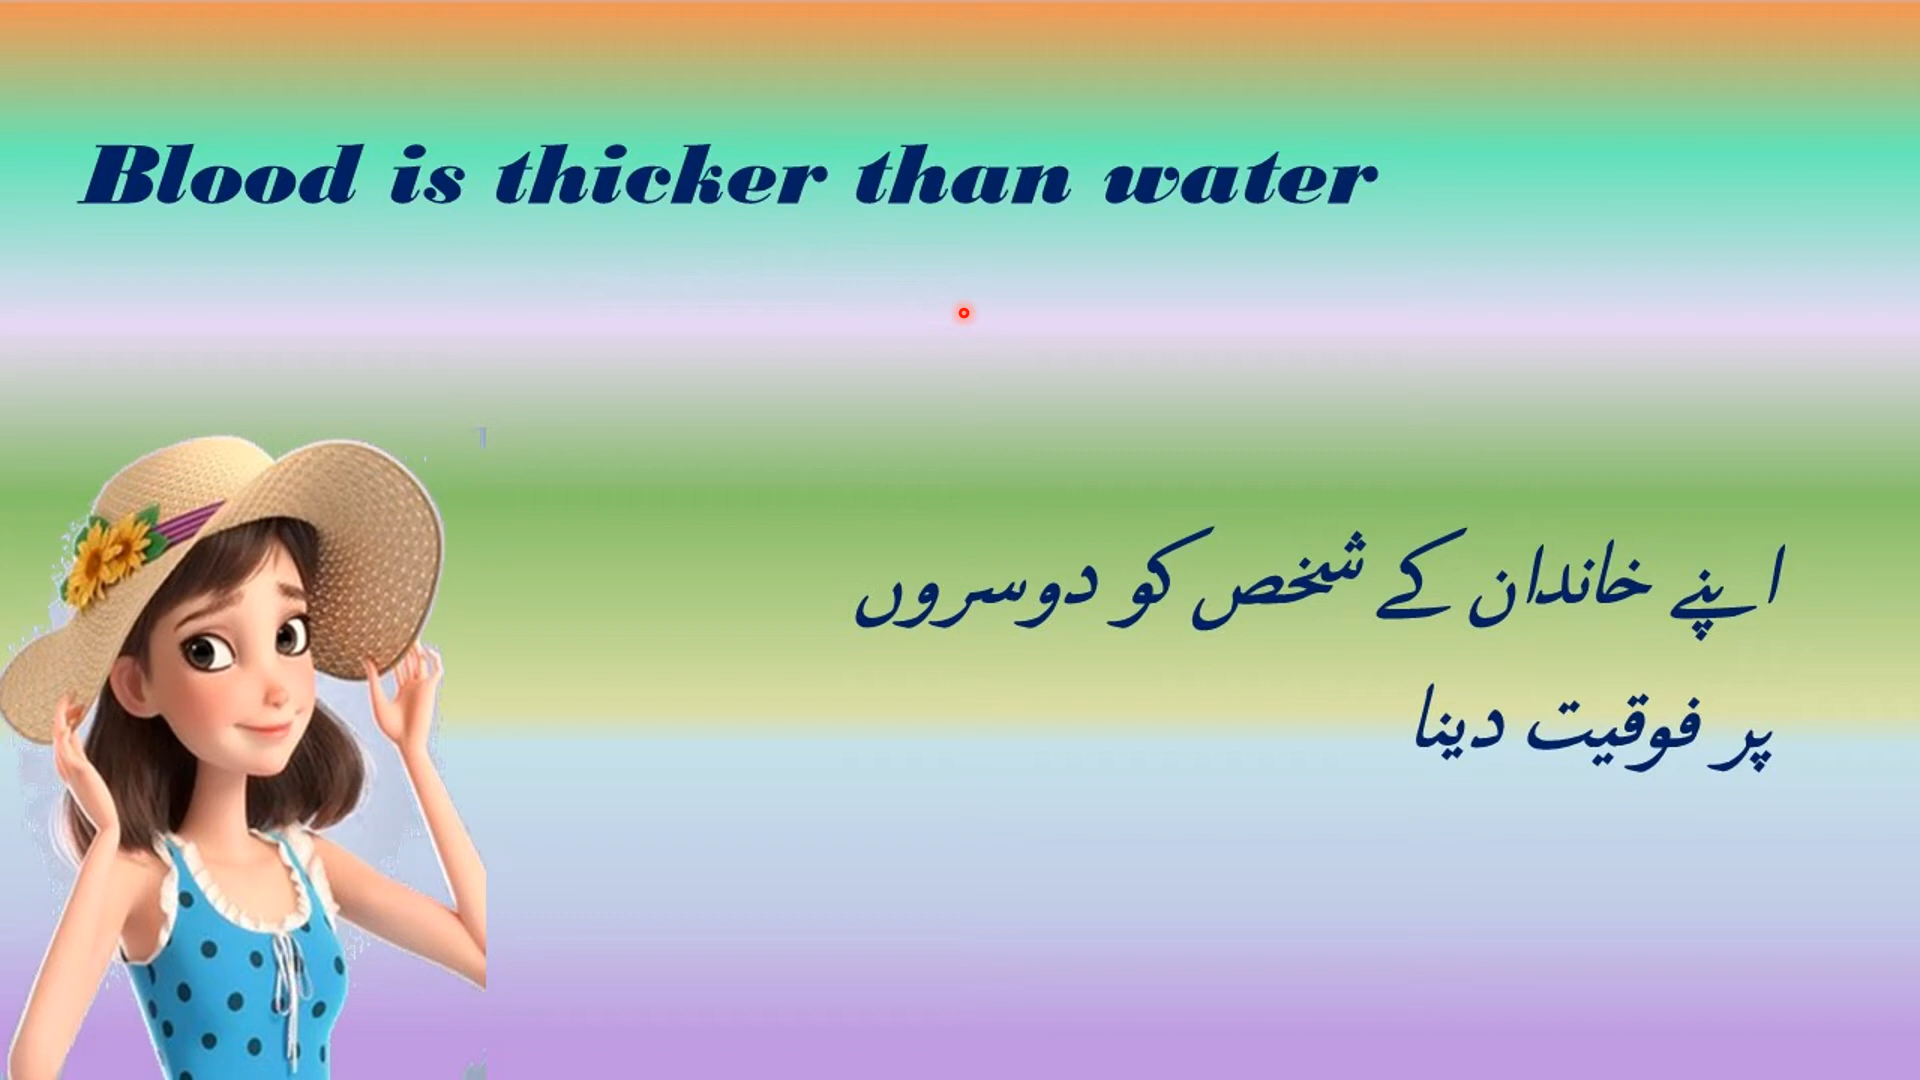 Blood is thicker than water
اپنے خاندان کے شخص کو دوسروں
پر فوقیت دینا